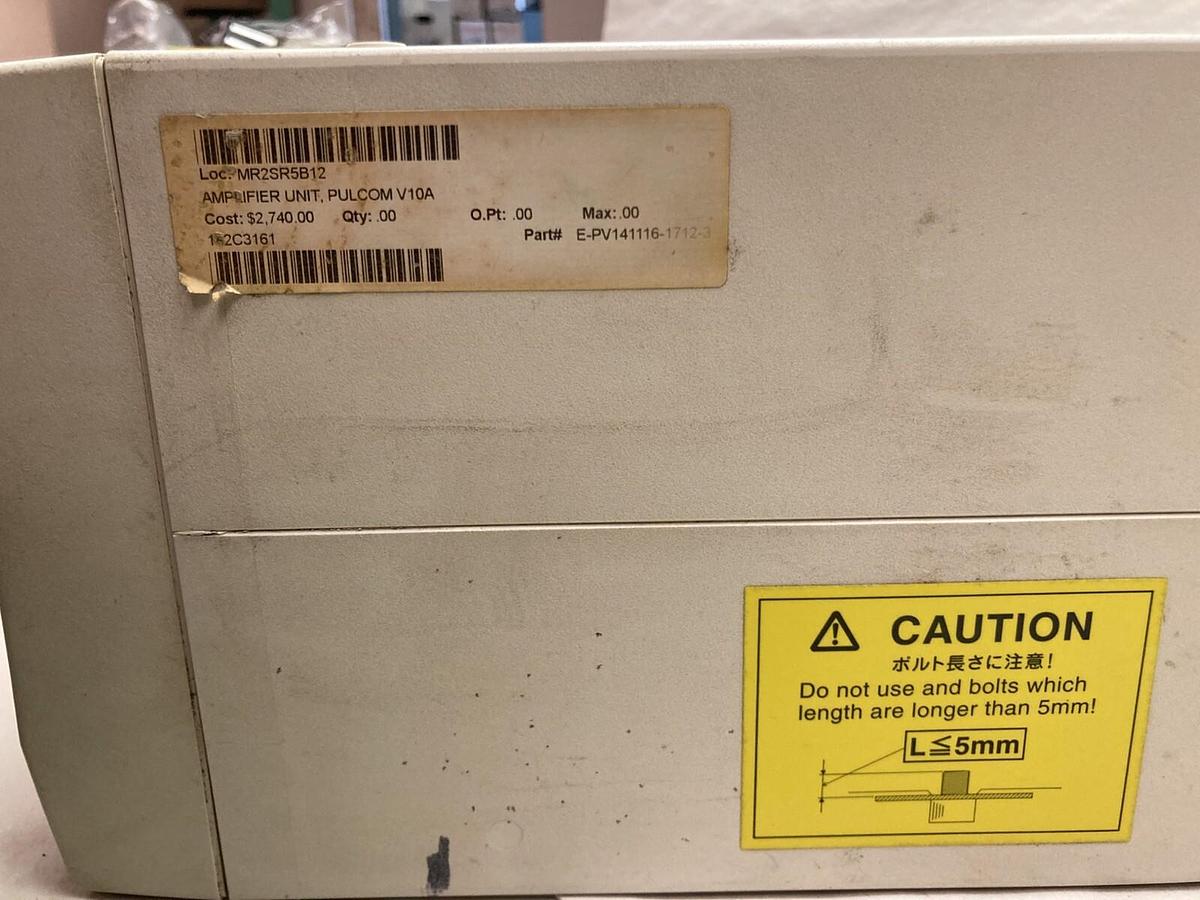 Loc: MR2SR5B12
AMPLIFIER UNIT, PULCOM V10A
Cost: $2,740.00 Qty: .00 O.Pt: .00 Max: .00
Part# E-PV141116-1712-3
CAUTION
ボルト長さに注意!
Do not use and bolts which
length are longer than 5mm!
L≦5mm